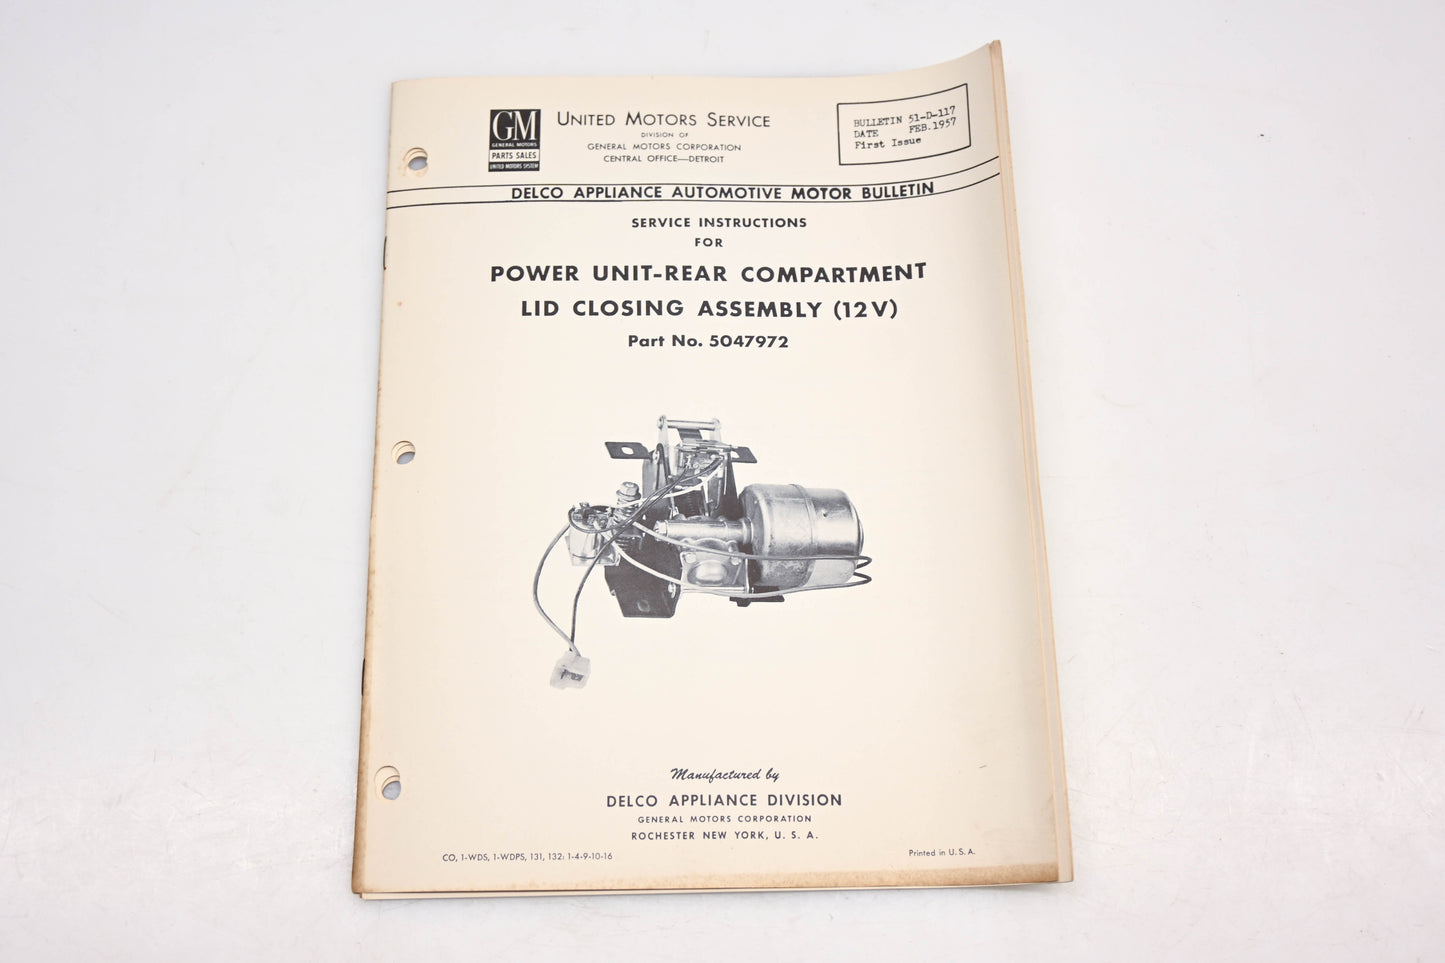 GM
GENERAL MOTORS
PARTS SALES
UNITED MOTORS SYSTEM
UNITED MOTORS SERVICE
DIVISION OF
GENERAL MOTORS CORPORATION
CENTRAL OFFICE—DETROIT
BULLETIN 51-D-117
DATE FEB.1957
First Issue
DELCO APPLIANCE AUTOMOTIVE MOTOR BULLETIN
SERVICE INSTRUCTIONS
FOR
POWER UNIT-REAR COMPARTMENT
LID CLOSING ASSEMBLY (12V)
Part No. 5047972
Manufactured by
DELCO APPLIANCE DIVISION
GENERAL MOTORS CORPORATION
ROCHESTER NEW YORK, U. S. A.
CO, 1-WDS, 1-WDPS, 131, 132: 1-4-9-10-16
Printed in U. S. A.